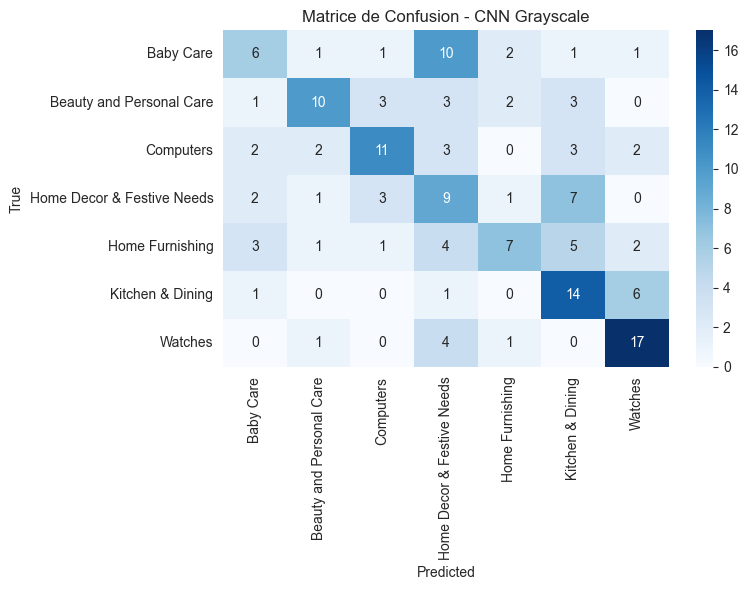 Matrice de Confusion - CNN Grayscale
True
Baby Care 6 1 1 10 2 1 1
Beauty and Personal Care 1 10 3 3 2 3 0
Computers 2 2 11 3 0 3 2
Home Decor & Festive Needs 2 1 3 9 1 7 0
Home Furnishing 3 1 1 4 7 5 2
Kitchen & Dining 1 0 0 1 0 14 6
Watches 0 1 0 4 1 0 17
Baby Care
Beauty and Personal Care
Computers
Home Decor & Festive Needs
Home Furnishing
Kitchen & Dining
Watches
Predicted
16
14
12
10
8
6
4
2
0